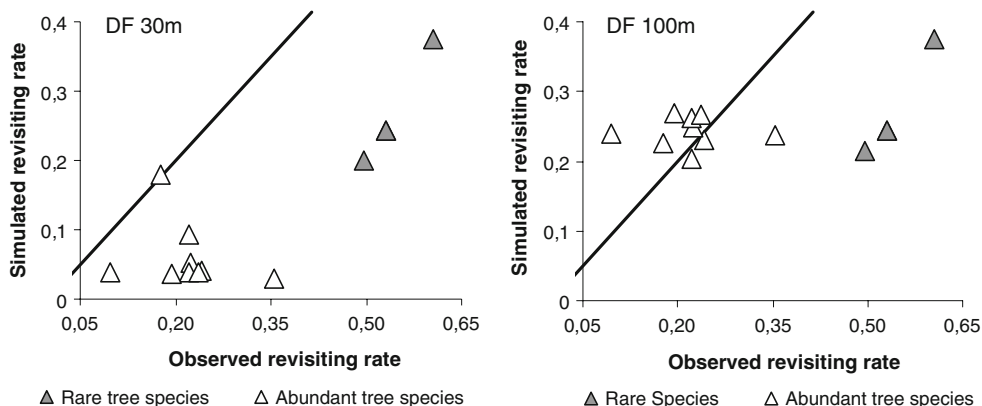 DF 30m
0,4
0,3
0,2
0,1
0
Simulated revisiting rate
0,05 0,20 0,35 0,50 0,65
Observed revisiting rate
Rare tree species Abundant tree species
DF 100m
0,4
0,3
0,2
0,1
0
Simulated revisiting rate
0,05 0,20 0,35 0,50 0,65
Observed revisiting rate
Rare Species Abundant tree species